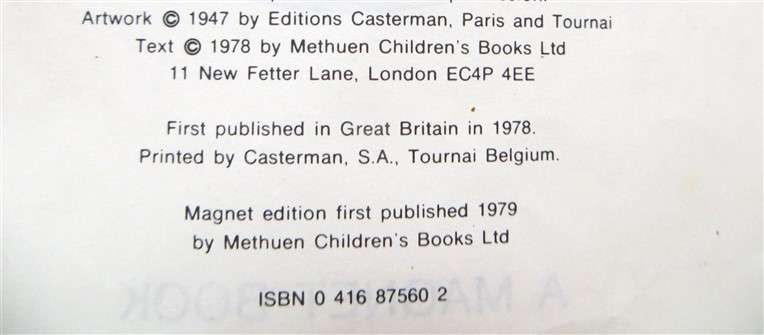 Artwork © 1947 by Editions Casterman, Paris and Tournai
Text © 1978 by Methuen Children's Books Ltd
11 New Fetter Lane, London EC4P 4EE
First published in Great Britain in 1978.
Printed by Casterman, S.A., Tournai Belgium.
Magnet edition first published 1979
by Methuen Children's Books Ltd
A MAGNET BOOK
ISBN 0 416 87560 2